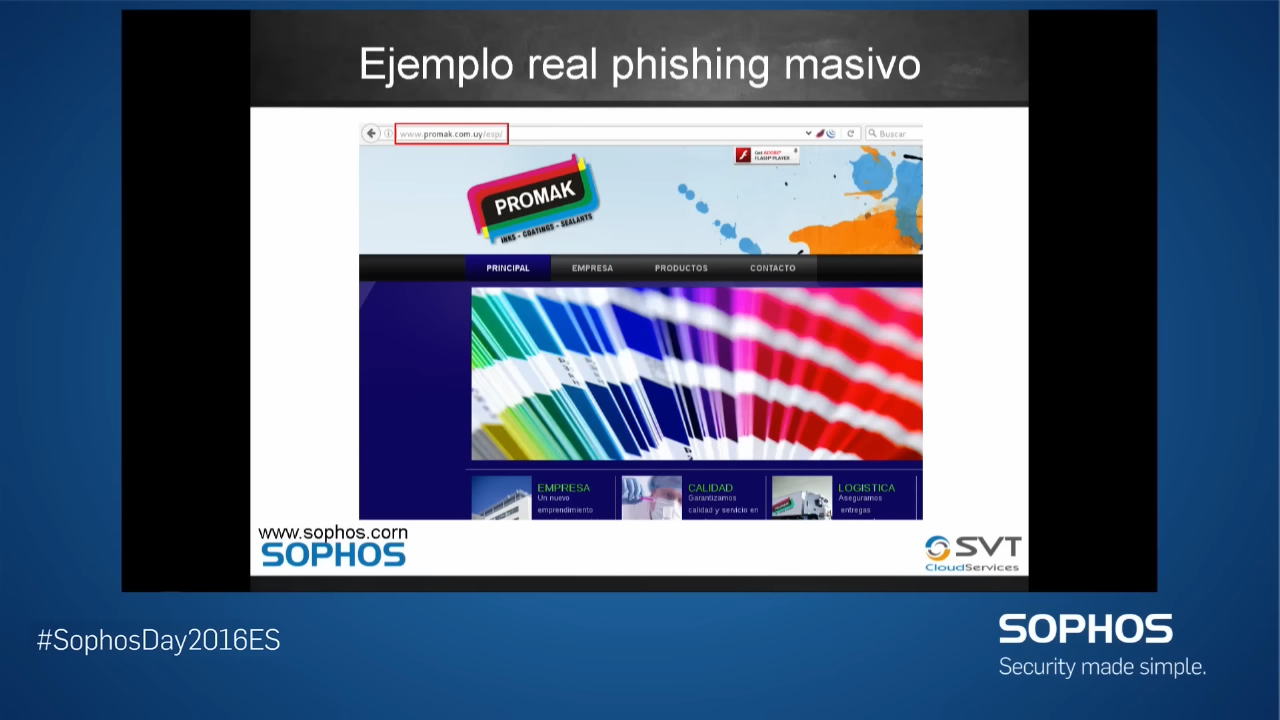 Ejemplo real phishing masivo
www.promak.com.uy/esp/
Buscar
Get ADOBE®
FLASH® PLAYER
PROMAK
INKS - COATINGS - SEALANTS
PRINCIPAL EMPRESA PRODUCTOS CONTACTO
EMPRESA
Un nuevo
emprendimiento
CALIDAD
Garantizamos
calidad y servicio en
LOGISTICA
Aseguramos
entregas
www.sophos.corn
SOPHOS
SVT
CloudServices
#SophosDay2016ES
SOPHOS
Security made simple.